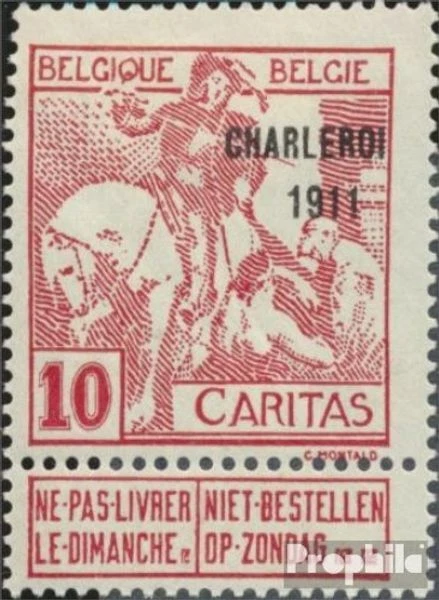 BELGIQUE BELGIE
CHARLEROI
1911
10
CARITAS
C. MONTALD
NE-PAS-LIVRER NIET-BESTELLEN
LE-DIMANCHE. OP-ZONDAG.
Prophila